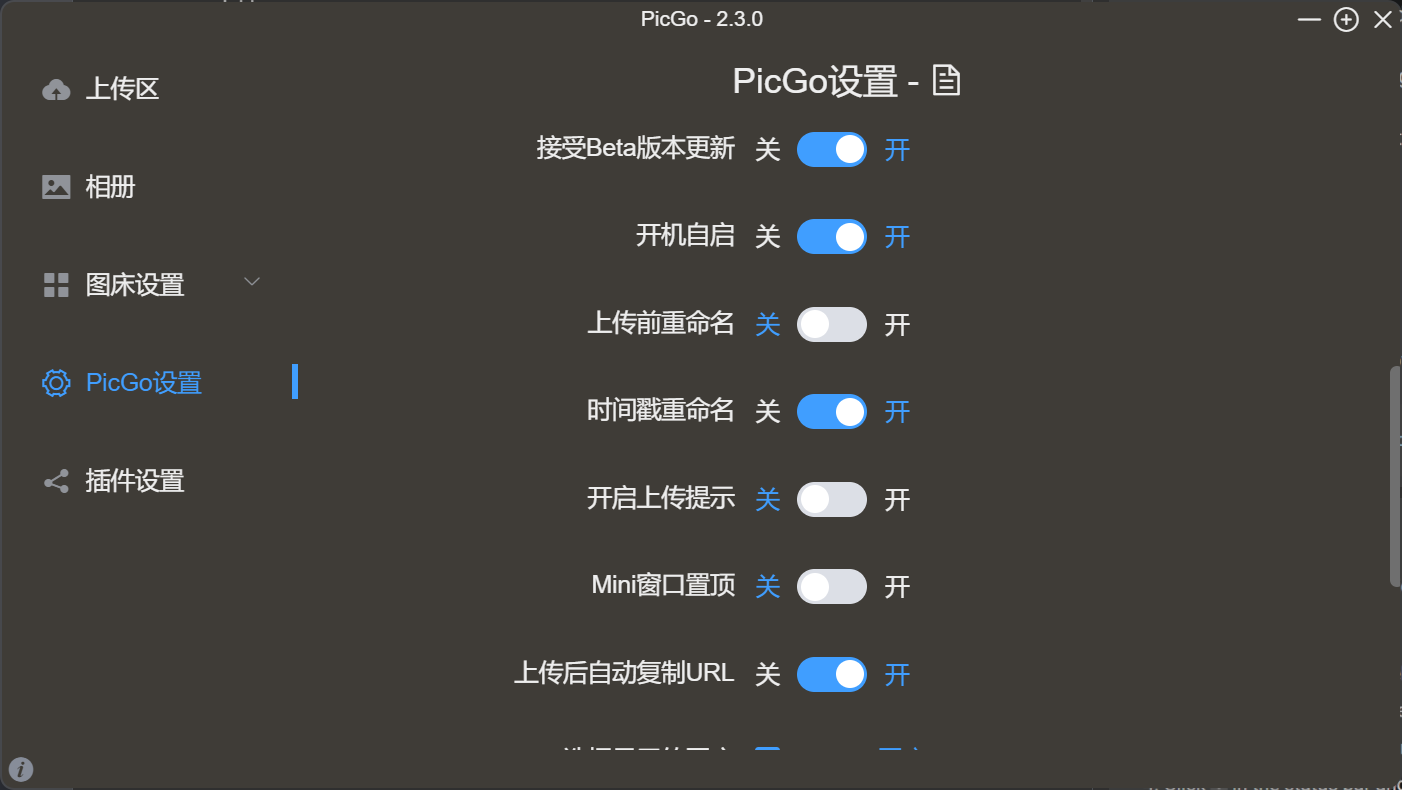 PicGo - 2.3.0
上传区
相册
图床设置
PicGo设置
插件设置
PicGo设置 -
接受Beta版本更新 关 开
开机自启 关 开
上传前重命名 关 开
时间戳重命名 关 开
开启上传提示 关 开
Mini窗口置顶 关 开
上传后自动复制URL 关 开